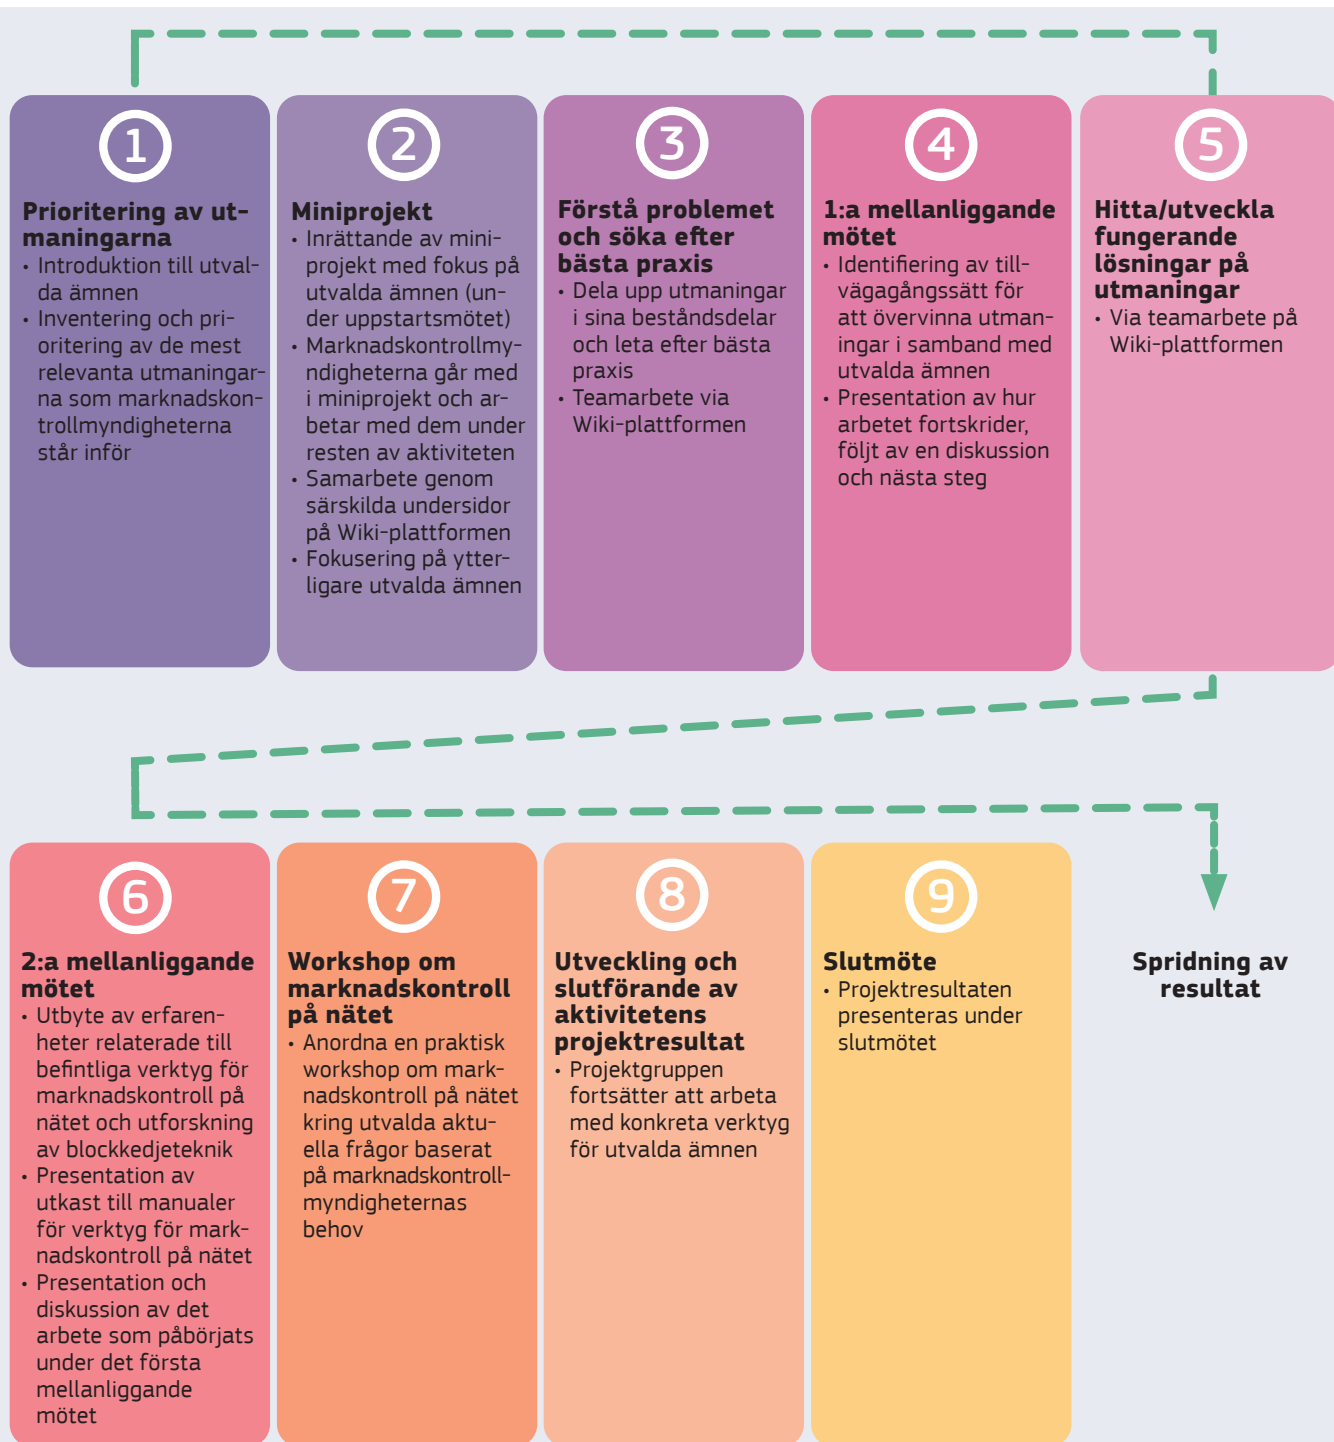 1
Prioritering av ut-
maningarna
• Introduktion till utval-
da ämnen
• Inventering och pri-
oritering av de mest
relevanta utmaningar-
na som marknadskon-
trollmyndigheterna
står inför
2
Miniprojekt
• Inrättande av mini-
projekt med fokus på
utvalda ämnen (un-
der uppstartsmötet)
• Marknadskontrollmy-
ndigheterna går med
i miniprojekt och ar-
betar med dem under
resten av aktiviteten
• Samarbete genom
särskilda undersidor
på Wiki-plattformen
• Fokusering på ytter-
ligare utvalda ämnen
3
Förstå problemet
och söka efter
bästa praxis
• Dela upp utmaningar
i sina beståndsdelar
och leta efter bästa
praxis
• Teamarbete via
Wiki-plattformen
4
1:a mellanliggande
mötet
• Identifiering av till-
vägagångssätt för
att övervinna utman-
ingar i samband med
utvalda ämnen
• Presentation av hur
arbetet fortskrider,
följt av en diskussion
och nästa steg
5
Hitta/utveckla
fungerande
lösningar på
utmaningar
• Via teamarbete på
Wiki-plattformen
6
2:a mellanliggande
mötet
• Utbyte av erfaren-
heter relaterade till
befintliga verktyg för
marknadskontroll på
nätet och utforskning
av blockkedjeteknik
• Presentation av
utkast till manualer
för verktyg för mark-
nadskontroll på nätet
• Presentation och
diskussion av det
arbete som påbörjats
under det första
mellanliggande
mötet
7
Workshop om
marknadskontroll
på nätet
• Anordna en praktisk
workshop om mark-
nadskontroll på nätet
kring utvalda aktu-
ella frågor baserat
på marknadskontroll-
myndigheternas
behov
8
Utveckling och
slutförande av
aktivitetens
projektresultat
• Projektgruppen
fortsätter att arbeta
med konkreta verktyg
för utvalda ämnen
9
Slutmöte
• Projektresultaten
presenteras under
slutmötet
Spridning av
resultat